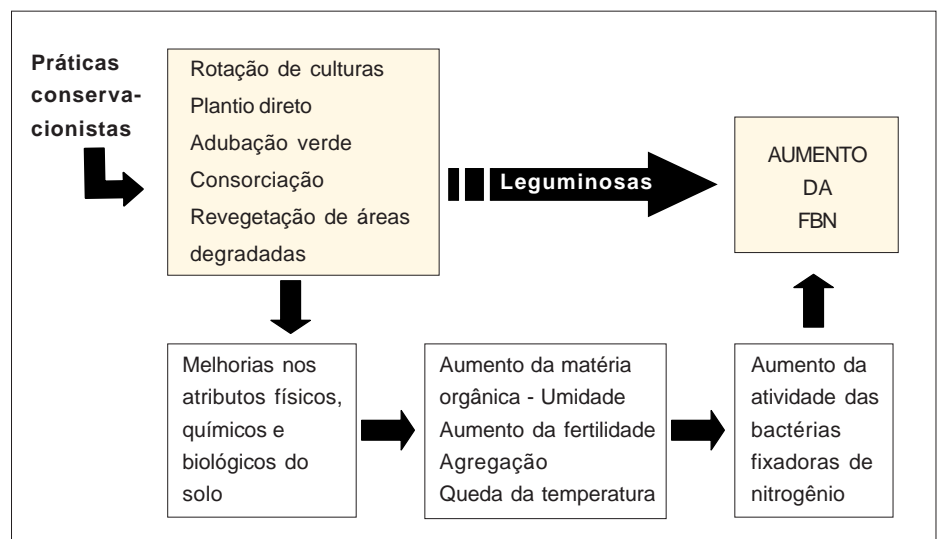 Práticas
conserva-
cionistas
Rotação de culturas
Plantio direto
Adubação verde
Consorciação
Revegetação de áreas
degradadas
Leguminosas
AUMENTO
DA
FBN
Melhorias nos
atributos físicos,
químicos e
biológicos do
solo
Aumento da matéria
orgânica - Umidade
Aumento da fertilidade
Agregação
Queda da temperatura
Aumento da
atividade das
bactérias
fixadoras de
nitrogênio